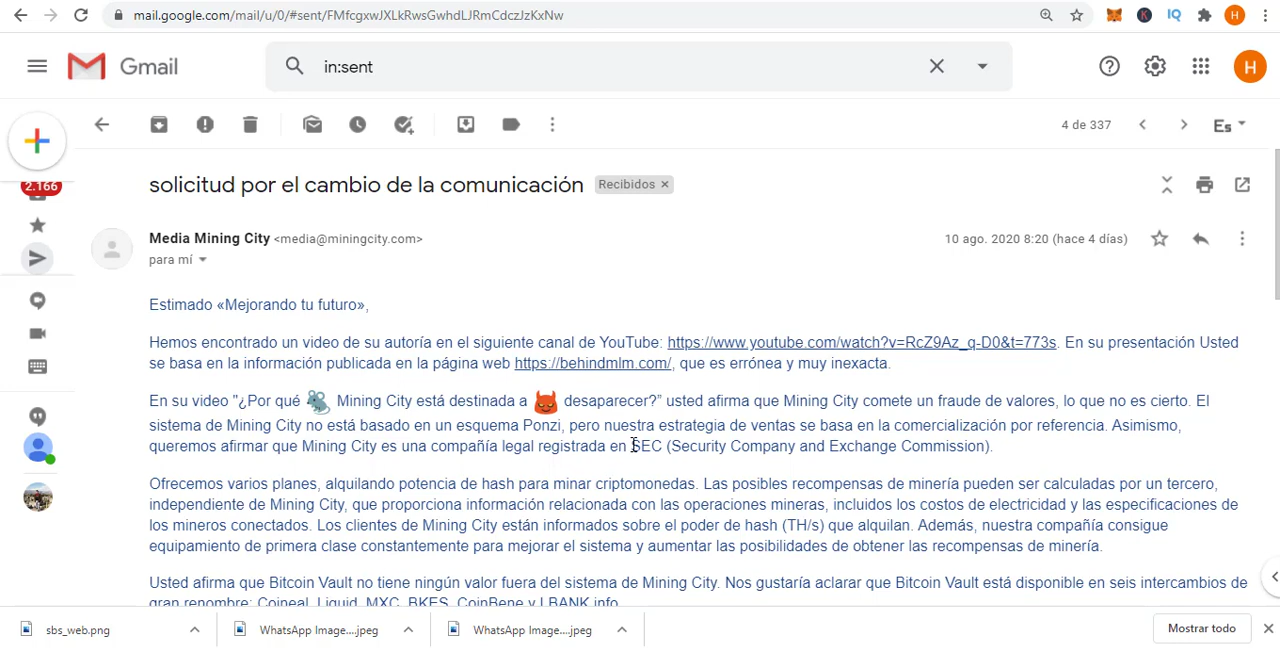 mail.google.com/mail/u/0/#sent/FMfcgxwJXLkRwsGwhdLJRmCdczJzKxNw
K
IQ
H
Gmail
in:sent
H
4 de 337
Es
2.166
solicitud por el cambio de la comunicación
Recibidos ×
Media Mining City <media@miningcity.com>
10 ago. 2020 8:20 (hace 4 días)
para mí
Estimado «Mejorando tu futuro»,
Hemos encontrado un video de su autoría en el siguiente canal de YouTube: https://www.youtube.com/watch?v=RcZ9Az_q-D0&t=773s. En su presentación Usted
se basa en la información publicada en la página web https://behindmlm.com/, que es errónea y muy inexacta.
En su video "¿Por qué 🐀 Mining City está destinada a 👿 desaparecer?” usted afirma que Mining City comete un fraude de valores, lo que no es cierto. El
sistema de Mining City no está basado en un esquema Ponzi, pero nuestra estrategia de ventas se basa en la comercialización por referencia. Asimismo,
queremos afirmar que Mining City es una compañía legal registrada en SEC (Security Company and Exchange Commission).
Ofrecemos varios planes, alquilando potencia de hash para minar criptomonedas. Las posibles recompensas de minería pueden ser calculadas por un tercero,
independiente de Mining City, que proporciona información relacionada con las operaciones mineras, incluidos los costos de electricidad y las especificaciones de
los mineros conectados. Los clientes de Mining City están informados sobre el poder de hash (TH/s) que alquilan. Además, nuestra compañía consigue
equipamiento de primera clase constantemente para mejorar el sistema y aumentar las posibilidades de obtener las recompensas de minería.
Usted afirma que Bitcoin Vault no tiene ningún valor fuera del sistema de Mining City. Nos gustaría aclarar que Bitcoin Vault está disponible en seis intercambios de
gran renombre: Coineal, Liquid, MXC, BKES, CoinBene y LBANK.info
sbs_web.png
WhatsApp Image....jpeg
WhatsApp Image....jpeg
Mostrar todo